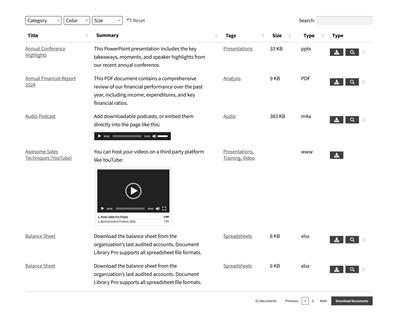 Category Color Size Reset Search:
Title Summary Tags Size Type Type
Annual Conference Highlights
This PowerPoint presentation includes the key
takeaways, moments, and speaker highlights from
our recent annual conference.
Presentations 33 KB pptx
Annual Financial Report
2024
This PDF document contains a comprehensive
review of our financial performance over the past
year, including income, expenditures, and key
financial ratios.
Analysis 9 KB PDF
Audio Podcast
Add downloadable podcasts, or embed them
directly into the page like this:
Audio 383 KB m4a
00:00 00:00
Awesome Sales
Techniques (YouTube)
You can host your videos on a third party platform
like YouTube:
Presentations,
Training, Video
www
00:00
Balance Sheet
Download the balance sheet from the
organization's last audited accounts. Document
Library Pro supports all spreadsheet file formats.
Spreadsheets 6 KB xlsx
Balance Sheet
Download the balance sheet from the
organization's last audited accounts. Document
Library Pro supports all spreadsheet file formats.
Spreadsheets 6 KB xlsx
documents Previous 1 2 Next Download Documents